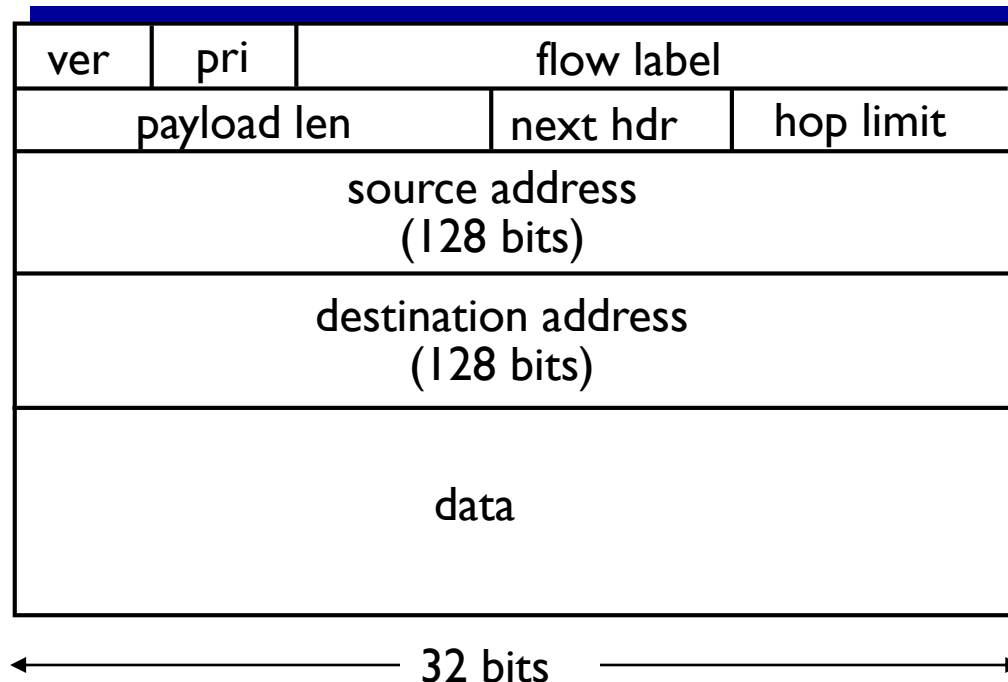 ver pri flow label
payload len next hdr hop limit
source address
(128 bits)
destination address
(128 bits)
data
32 bits